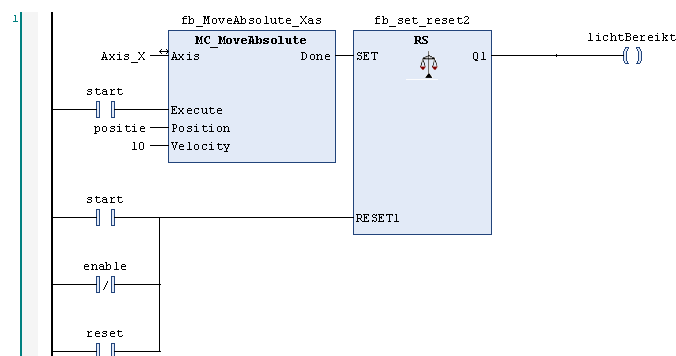 1
fb_MoveAbsolute_Xas
fb_set_reset2
MC_MoveAbsolute
RS
lichtBereikt
Axis_X
Axis
Done
SET
Q1
start
Execute
positie
Position
10
Velocity
start
RESET1
enable
reset